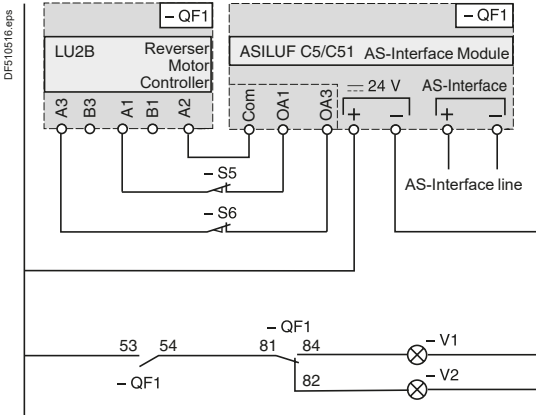 DF510516.eps
– QF1
– QF1
LU2B
Reverser
Motor
Controller
ASILUF C5/C51 AS-Interface Module
A3
B3
A1
B1
A2
Com
OA1
OA3
24 V
AS-Interface
+
–
+
–
– S5
AS-Interface line
– S6
– QF1
53
54
81
84
– V1
– QF1
82
– V2